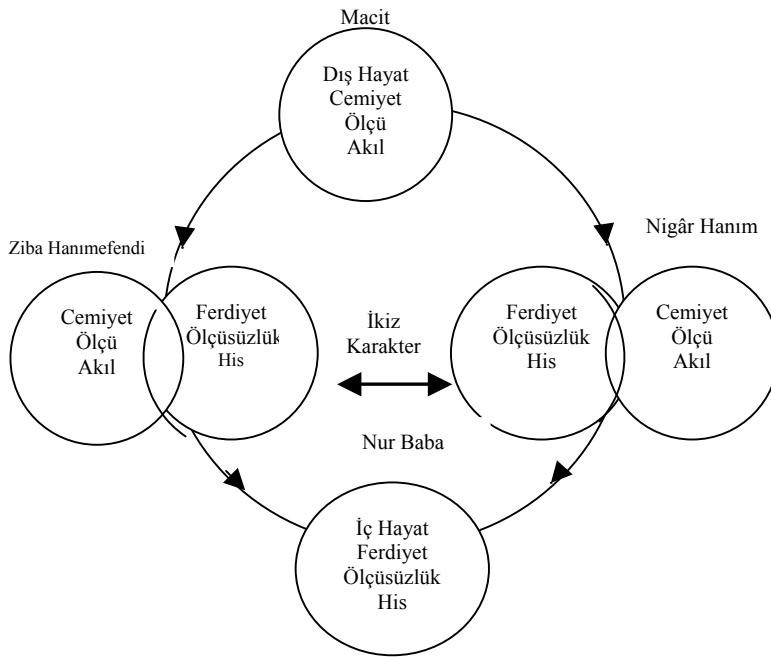 Macit
Dış Hayat
Cemiyet
Ölçü
Akıl
Nigâr Hanım
Ziba Hanımefendi
Cemiyet
Ölçü
Akıl
Ferdiyet
Ölçüsüzlük
His
İkiz
Karakter
Ferdiyet
Ölçüsüzlük
His
Cemiyet
Ölçü
Akıl
Nur Baba
İç Hayat
Ferdiyet
Ölçüsüzlük
His